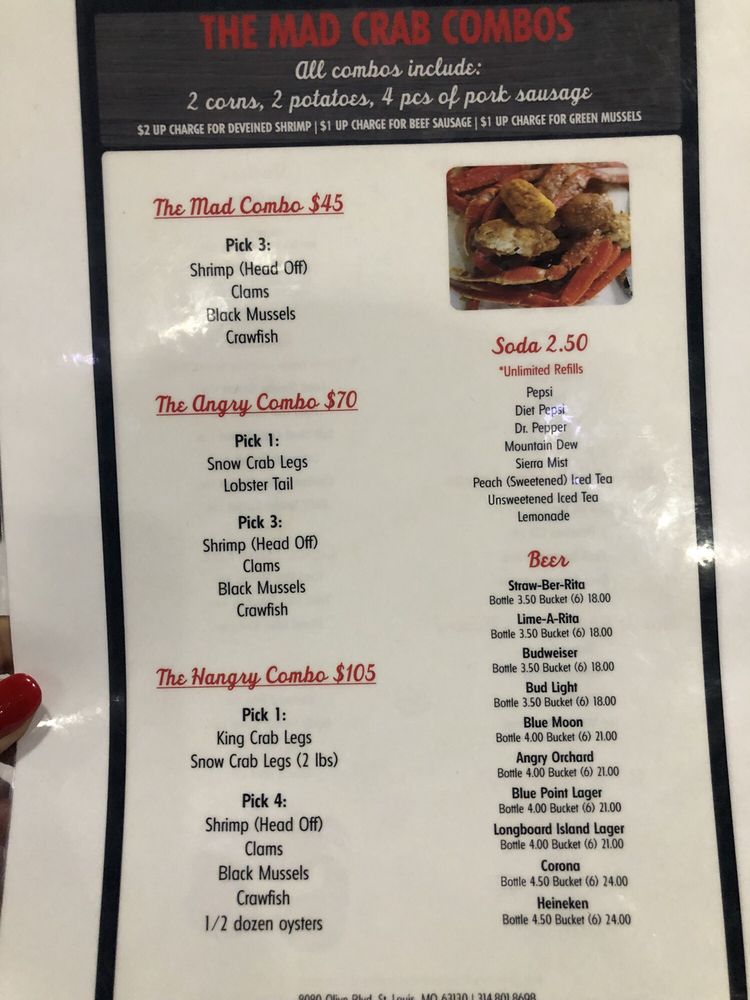 THE MAD CRAB COMBOS
All combos include:
2 corns, 2 potatoes, 4 pcs of pork sausage
$2 UP CHARGE FOR DEVEINED SHRIMP | $1 UP CHARGE FOR BEEF SAUSAGE | $1 UP CHARGE FOR GREEN MUSSELS
The Mad Combo $45
Pick 3:
Shrimp (Head Off)
Clams
Black Mussels
Crawfish
The Angry Combo $70
Pick 1:
Snow Crab Legs
Lobster Tail
Pick 3:
Shrimp (Head Off)
Clams
Black Mussels
Crawfish
The Hangry Combo $105
Pick 1:
King Crab Legs
Snow Crab Legs (2 lbs)
Pick 4:
Shrimp (Head Off)
Clams
Black Mussels
Crawfish
1/2 dozen oysters
Soda 2.50
*Unlimited Refills
Pepsi
Diet Pepsi
Dr. Pepper
Mountain Dew
Sierra Mist
Peach (Sweetened) Iced Tea
Unsweetened Iced Tea
Lemonade
Beer
Straw-Ber-Rita
Bottle 3.50 Bucket (6) 18.00
Lime-A-Rita
Bottle 3.50 Bucket (6) 18.00
Budweiser
Bottle 3.50 Bucket (6) 18.00
Bud Light
Bottle 3.50 Bucket (6) 18.00
Blue Moon
Bottle 4.00 Bucket (6) 21.00
Angry Orchard
Bottle 4.00 Bucket (6) 21.00
Blue Point Lager
Bottle 4.00 Bucket (6) 21.00
Longboard Island Lager
Bottle 4.00 Bucket (6) 21.00
Corona
Bottle 4.50 Bucket (6) 24.00
Heineken
Bottle 4.50 Bucket (6) 24.00
8080 Olive Blvd. St. Louis, MO 63130 | 314.801.8698